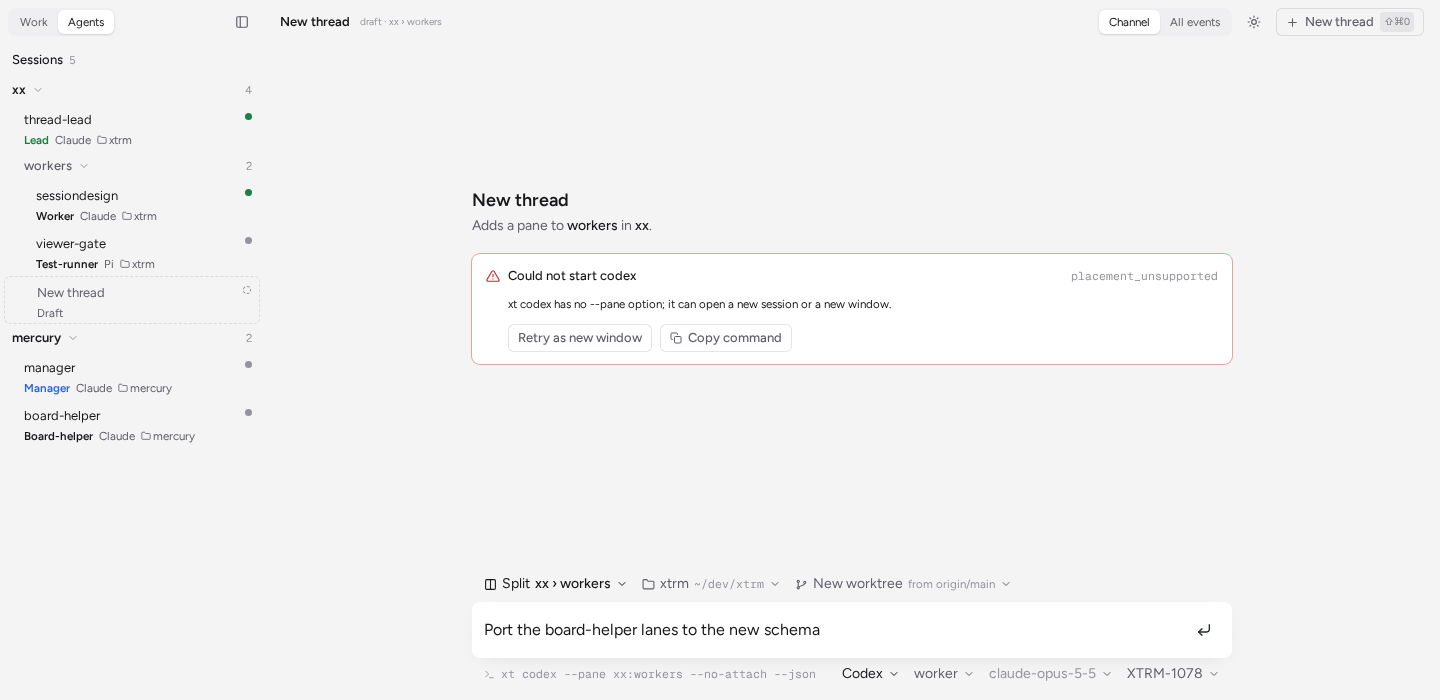 Work Agents
New thread draft · xx › workers
Channel All events
New thread ⇧⌘O
Sessions 5
xx 4
thread-lead
Lead Claude xtrm
workers 2
sessiondesign
Worker Claude xtrm
viewer-gate
Test-runner Pi xtrm
New thread
Draft
mercury 2
manager
Manager Claude mercury
board-helper
Board-helper Claude mercury
New thread
Adds a pane to workers in xx.
Could not start codex placement_unsupported
xt codex has no --pane option; it can open a new session or a new window.
Retry as new window Copy command
Split xx › workers xtrm ~/dev/xtrm New worktree from origin/main
Port the board-helper lanes to the new schema
xt codex --pane xx:workers --no-attach --json Codex worker claude-opus-5-5 XTRM-1078